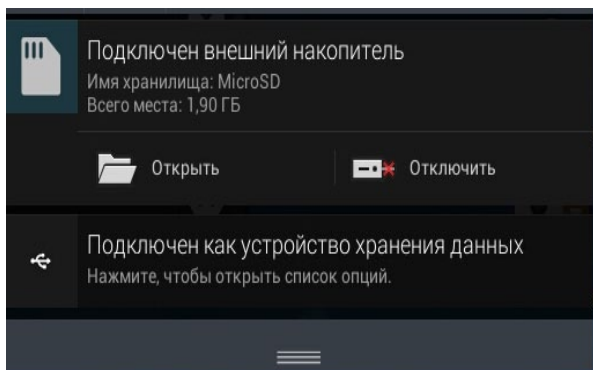 Подключен внешний накопитель
Имя хранилища: MicroSD
Всего места: 1,90 ГБ
Открыть
Отключить
Подключен как устройство хранения данных
Нажмите, чтобы открыть список опций.